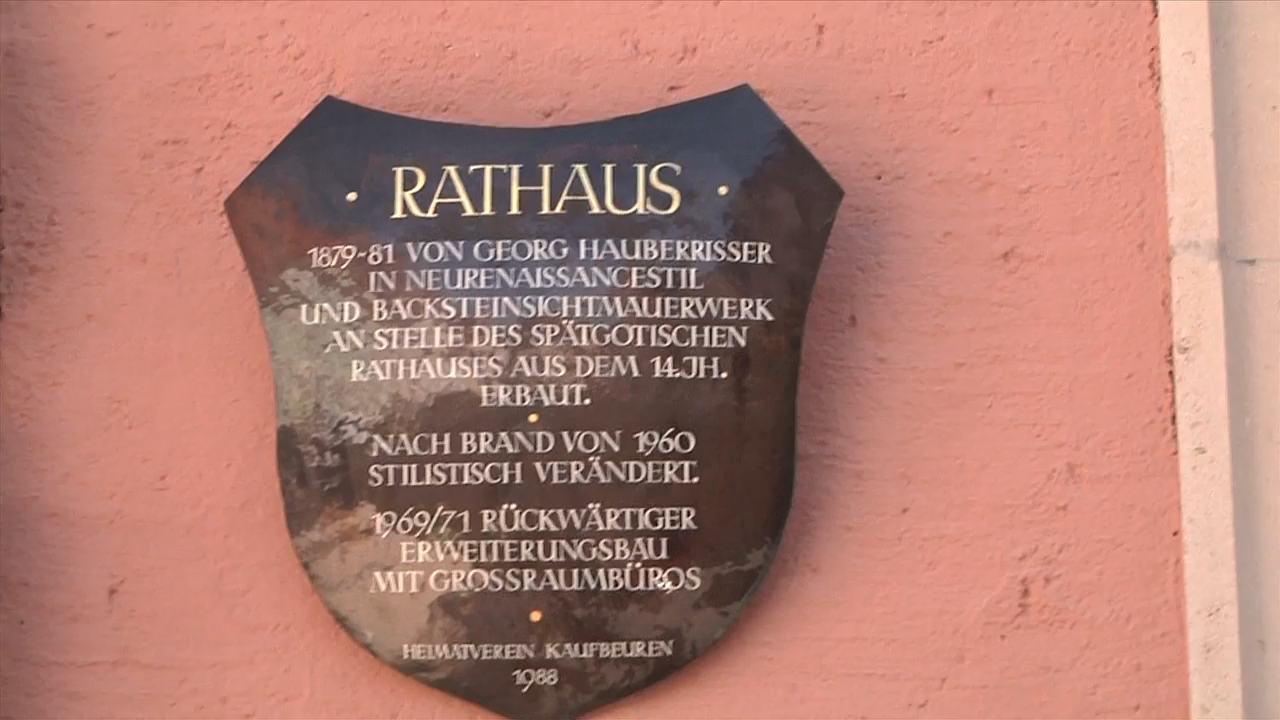 · RATHAUS ·
1879-81 VON GEORG HAUBERRISSER
IN NEURENAISSANCESTIL
UND BACKSTEINSICHTMAUERWERK
AN STELLE DES SPÄTGOTISCHEN
RATHAUSES AUS DEM 14.JH.
ERBAUT.
NACH BRAND VON 1960
STILISTISCH VERÄNDERT.
1969/71 RÜCKWÄRTIGER
ERWEITERUNGSBAU
MIT GROSSRAUMBÜROS
HEIMATVEREIN KAUFBEUREN
1988